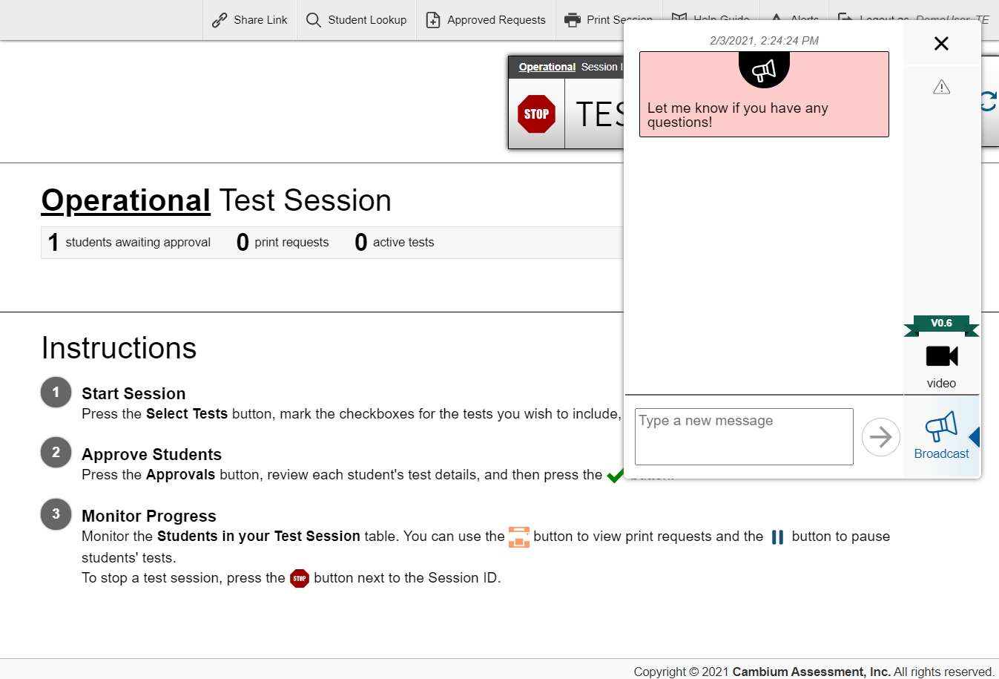 Share Link Student Lookup Approved Requests Print Session
2/3/2021, 2:24:24 PM
Operational Session I
STOP TES
Let me know if you have any
questions!
Operational Test Session
1 students awaiting approval 0 print requests 0 active tests
V0.6
video
Type a new message
Broadcast
Instructions
1 Start Session
Press the Select Tests button, mark the checkboxes for the tests you wish to include,
2 Approve Students
Press the Approvals button, review each student's test details, and then press the
3 Monitor Progress
Monitor the Students in your Test Session table. You can use the button to view print requests and the button to pause
students' tests.
To stop a test session, press the STOP button next to the Session ID.
Copyright © 2021 Cambium Assessment, Inc. All rights reserved.